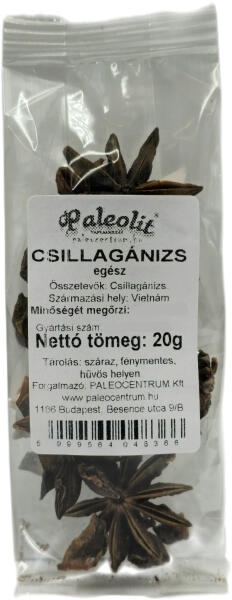 Paleolit
paleocentrum.hu
CSILLAGÁNIZS
egész
Összetevők: Csillagánizs.
Származási hely: Vietnám
Minőségét megőrzi:
Gyártási szám
Nettó tömeg: 20g
Tárolás: száraz, fénymentes,
hűvös helyen
Forgalmazó: PALEOCENTRUM Kft
www.paleocentrum.hu
1186 Budapest, Besence utca 9/B
5 999564 048366